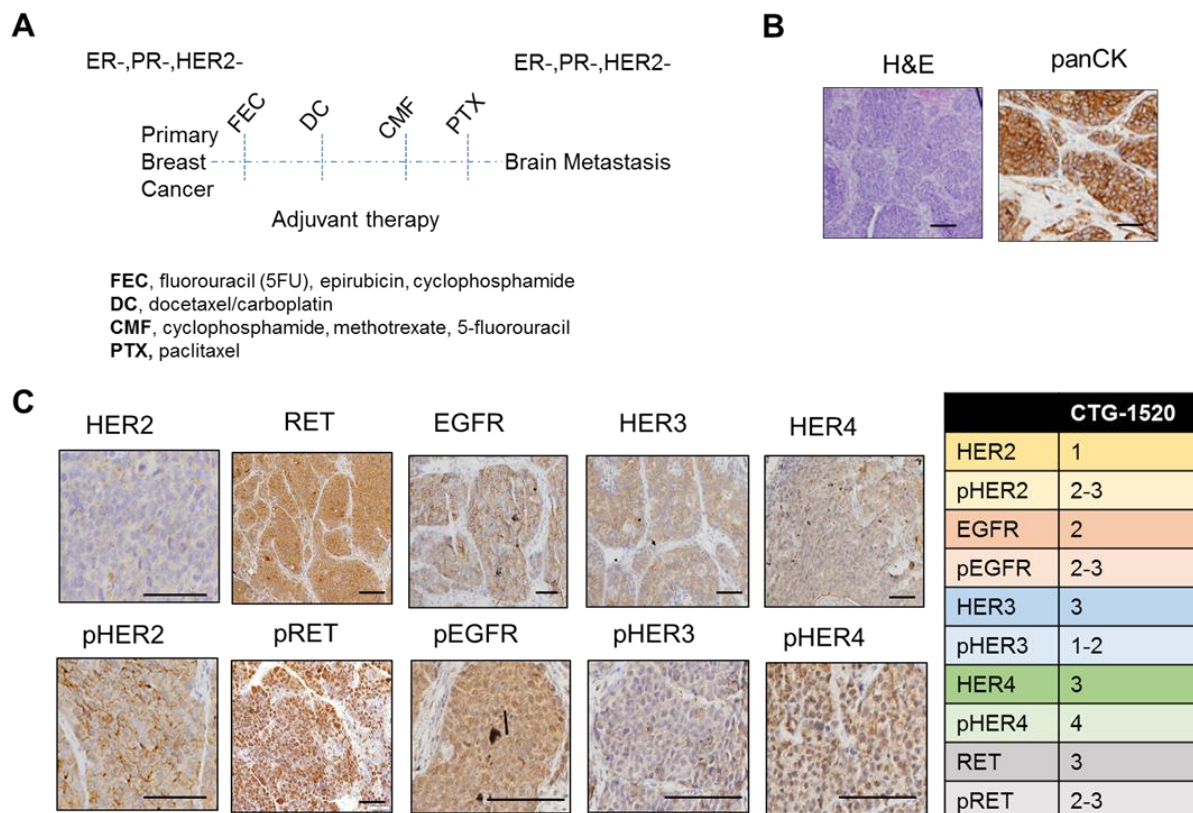 A
ER-,PR-,HER2-
ER-,PR-,HER2-
FEC
DC
CMF
PTX
Primary
Breast
Cancer
Brain Metastasis
Adjuvant therapy
FEC, fluorouracil (5FU), epirubicin, cyclophosphamide
DC, docetaxel/carboplatin
CMF, cyclophosphamide, methotrexate, 5-fluorouracil
PTX, paclitaxel
B
H&E
panCK
C
HER2
RET
EGFR
HER3
HER4
pHER2
pRET
pEGFR
pHER3
pHER4
CTG-1520
HER2 1
pHER2 2-3
EGFR 2
pEGFR 2-3
HER3 3
pHER3 1-2
HER4 3
pHER4 4
RET 3
pRET 2-3